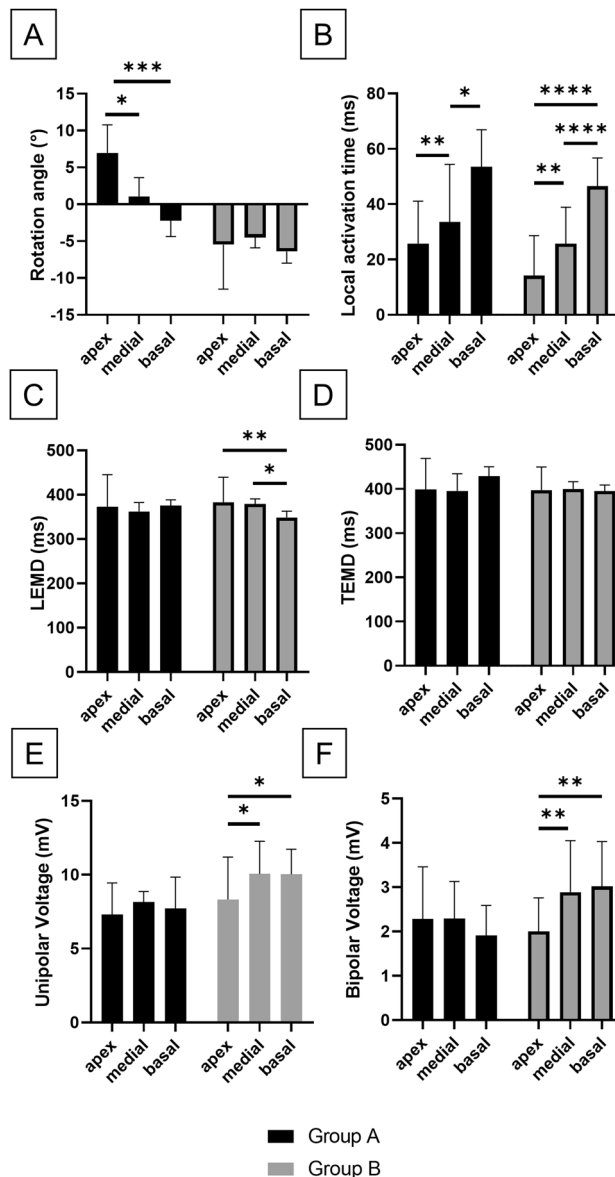 A
B
***
*
15
10
5
0
-5
-10
-15
Rotation angle (°)
apex
medial
basal
apex
medial
basal
80
60
40
20
0
Local activation time (ms)
**
*
****
**
****
apex
medial
basal
apex
medial
basal
C
D
500
400
300
200
100
0
LEMD (ms)
**
*
apex
medial
basal
apex
medial
basal
500
400
300
200
100
0
TEMD (ms)
apex
medial
basal
apex
medial
basal
E
F
15
10
5
0
Unipolar Voltage (mV)
*
*
apex
medial
basal
apex
medial
basal
5
4
3
2
1
0
Bipolar Voltage (mV)
**
**
apex
medial
basal
apex
medial
basal
Group A
Group B